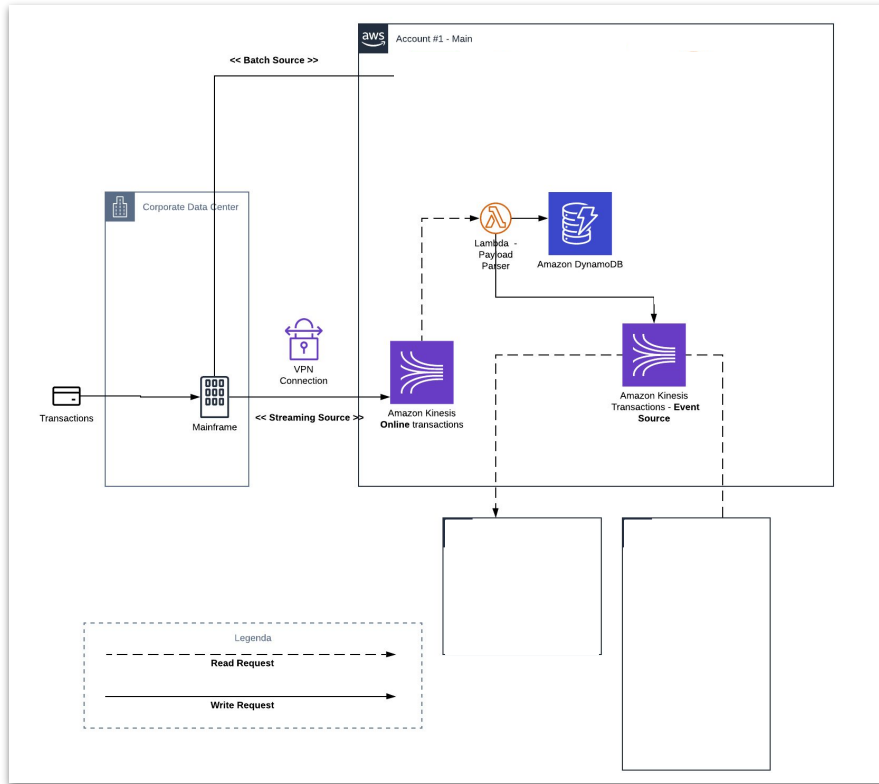 aws
Account #1 - Main
<< Batch Source >>
Corporate Data Center
Lambda -
Payload
Parser
Amazon DynamoDB
VPN
Connection
Transactions
Mainframe
<< Streaming Source >>
Amazon Kinesis
Online transactions
Amazon Kinesis
Transactions - Event
Source
Legenda
Read Request
Write Request